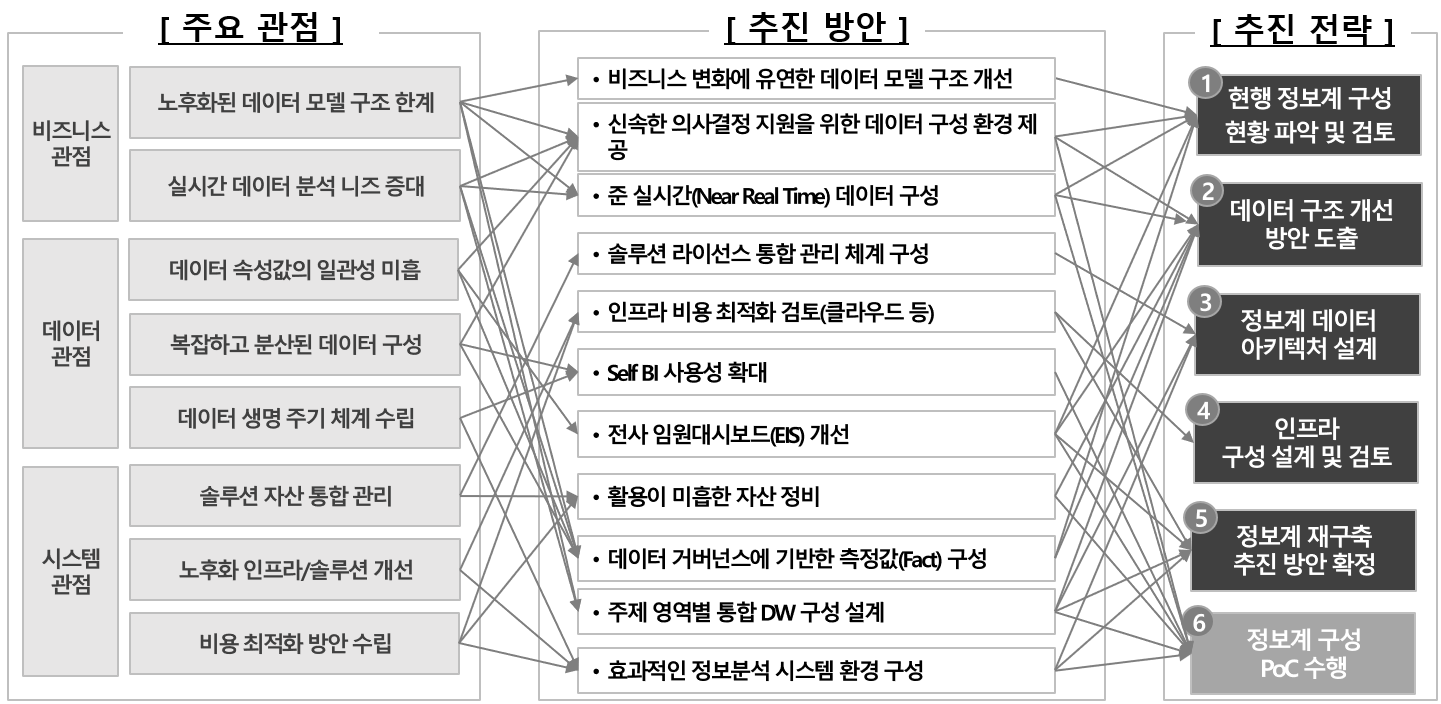 [ 주요 관점 ]
비즈니스
관점
노후화된 데이터 모델 구조 한계
실시간 데이터 분석 니즈 증대
데이터
관점
데이터 속성값의 일관성 미흡
복잡하고 분산된 데이터 구성
데이터 생명 주기 체계 수립
시스템
관점
솔루션 자산 통합 관리
노후화 인프라/솔루션 개선
비용 최적화 방안 수립
[ 추진 방안 ]
• 비즈니스 변화에 유연한 데이터 모델 구조 개선
• 신속한 의사결정 지원을 위한 데이터 구성 환경 제
공
• 준 실시간(Near Real Time) 데이터 구성
• 솔루션 라이선스 통합 관리 체계 구성
• 인프라 비용 최적화 검토(클라우드 등)
• Self BI 사용성 확대
• 전사 임원대시보드(EIS) 개선
• 활용이 미흡한 자산 정비
• 데이터 거버넌스에 기반한 측정값(Fact) 구성
• 주제 영역별 통합 DW 구성 설계
• 효과적인 정보분석 시스템 환경 구성
[ 추진 전략 ]
1
현행 정보계 구성
현황 파악 및 검토
2
데이터 구조 개선
방안 도출
3
정보계 데이터
아키텍처 설계
4
인프라
구성 설계 및 검토
5
정보계 재구축
추진 방안 확정
6
정보계 구성
PoC 수행